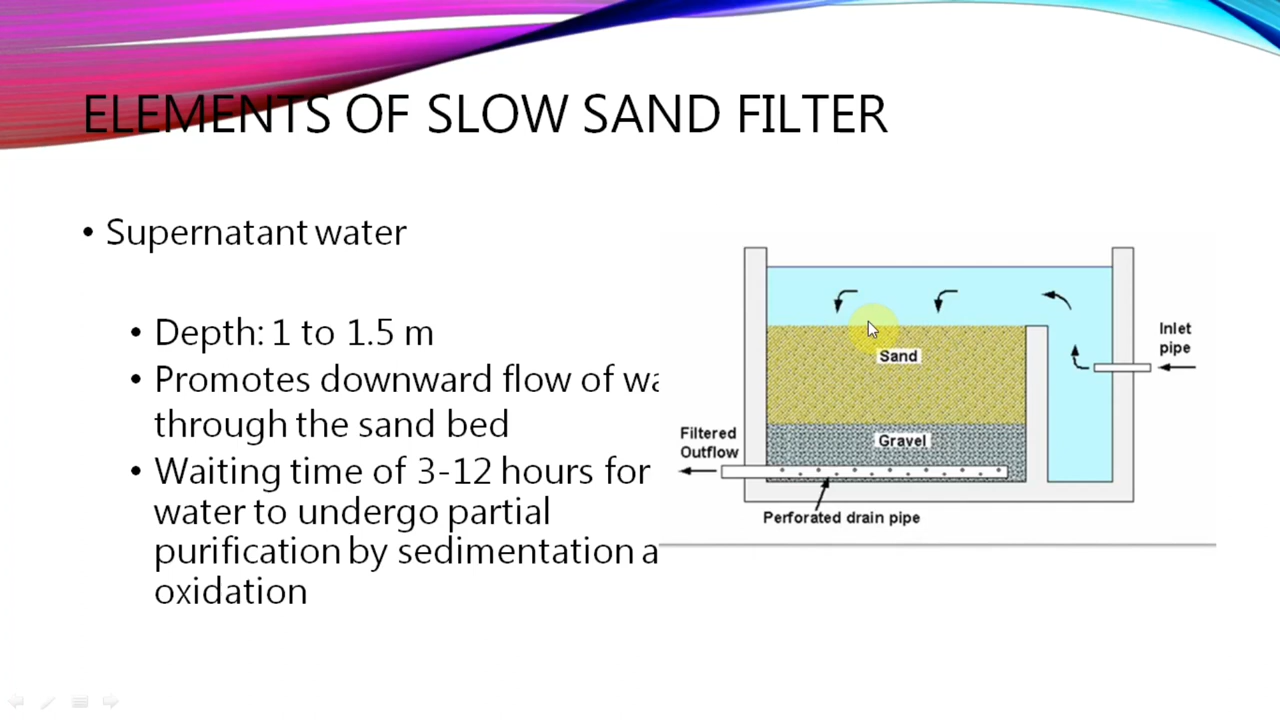 ELEMENTS OF SLOW SAND FILTER
• Supernatant water
• Depth: 1 to 1.5 m
• Promotes downward flow of wa
through the sand bed
• Waiting time of 3-12 hours for
water to undergo partial
purification by sedimentation a
oxidation
Sand
Gravel
Inlet
pipe
Filtered
Outflow
Perforated drain pipe